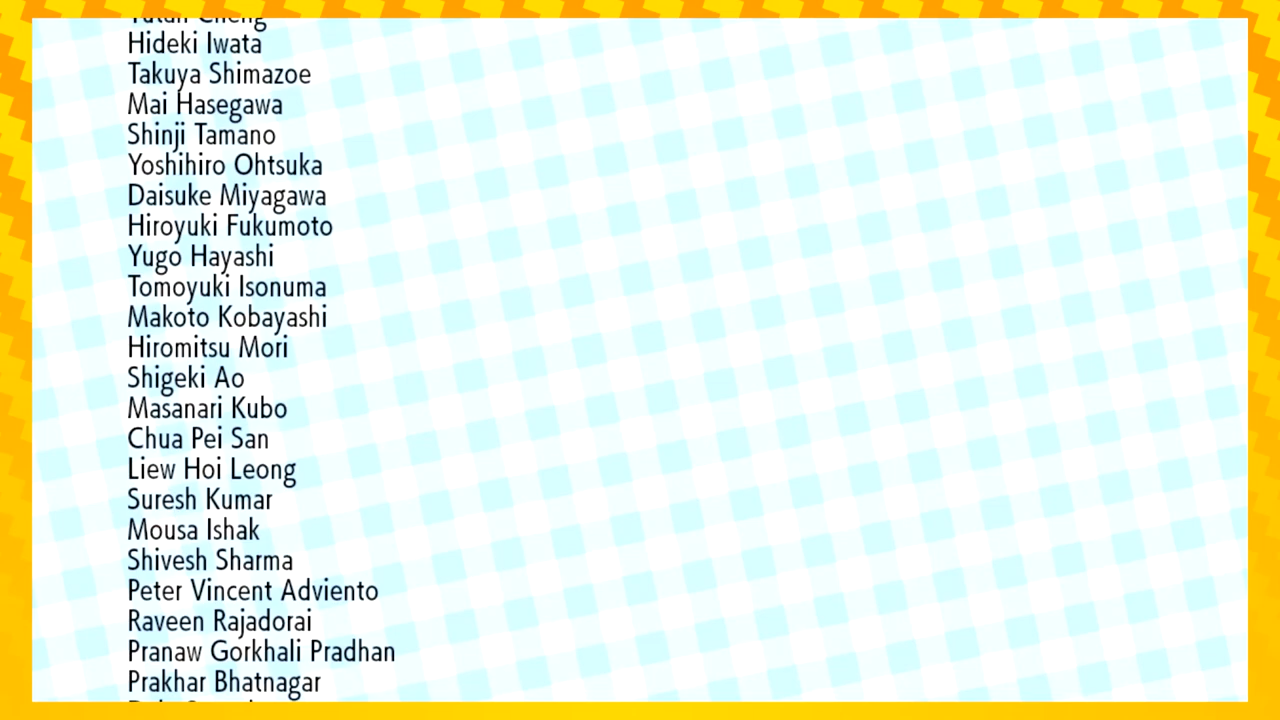 Cheng
Hideki Iwata
Takuya Shimazoe
Mai Hasegawa
Shinji Tamano
Yoshihiro Ohtsuka
Daisuke Miyagawa
Hiroyuki Fukumoto
Yugo Hayashi
Tomoyuki Isonuma
Makoto Kobayashi
Hiromitsu Mori
Shigeki Ao
Masanari Kubo
Chua Pei San
Liew Hoi Leong
Suresh Kumar
Mousa Ishak
Shivesh Sharma
Peter Vincent Adviento
Raveen Rajadorai
Pranaw Gorkhali Pradhan
Prakhar Bhatnagar